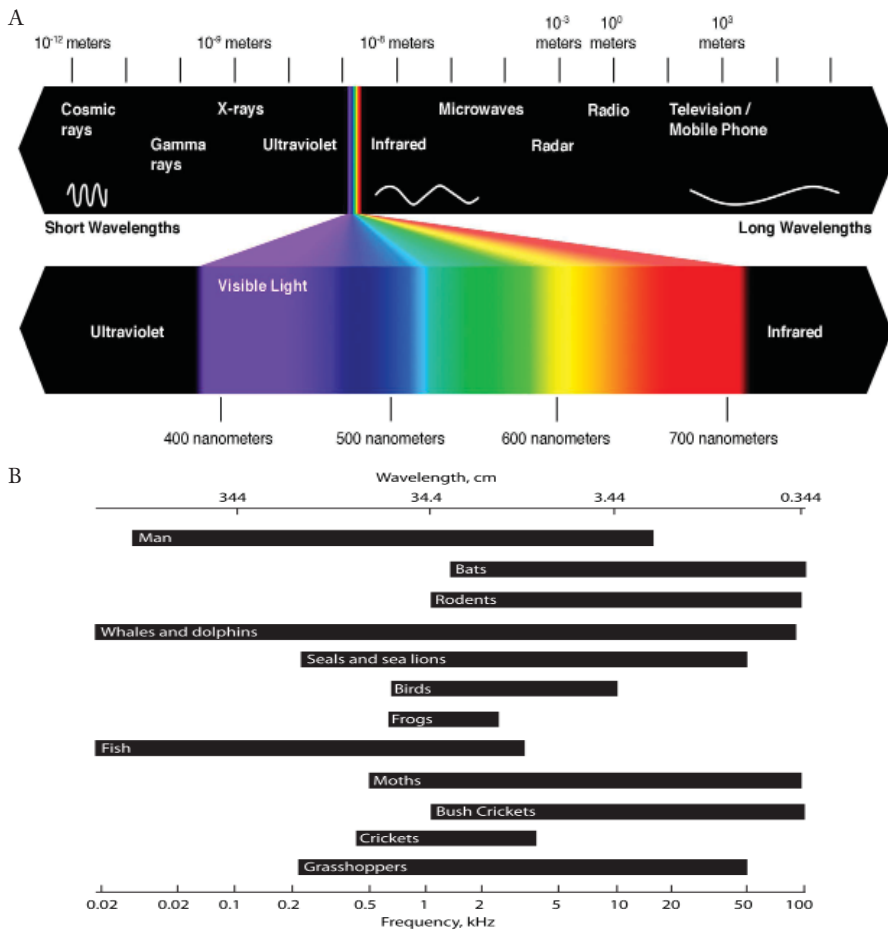 A
10-12 meters 10-9 meters 10-6 meters 10-3 meters 100 meters 103 meters
Cosmic rays X-rays Microwaves Radio Television / Mobile Phone
Gamma rays Ultraviolet Infrared Radar
Short Wavelengths Long Wavelengths
Visible Light
Ultraviolet Infrared
400 nanometers 500 nanometers 600 nanometers 700 nanometers
B
Wavelength, cm
344 34.4 3.44 0.344
Man
Bats
Rodents
Whales and dolphins
Seals and sea lions
Birds
Frogs
Fish
Moths
Bush Crickets
Crickets
Grasshoppers
0.02 0.02 0.1 0.2 0.5 1 2 5 10 20 50 100
Frequency, kHz